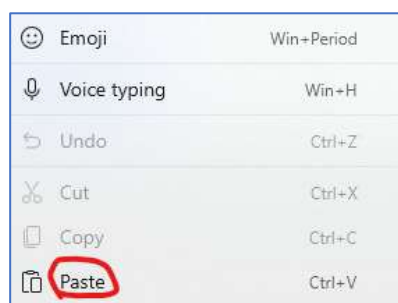 Emoji Win+Period
Voice typing Win+H
Undo Ctrl+Z
Cut Ctrl+X
Copy Ctrl+C
Paste Ctrl+V